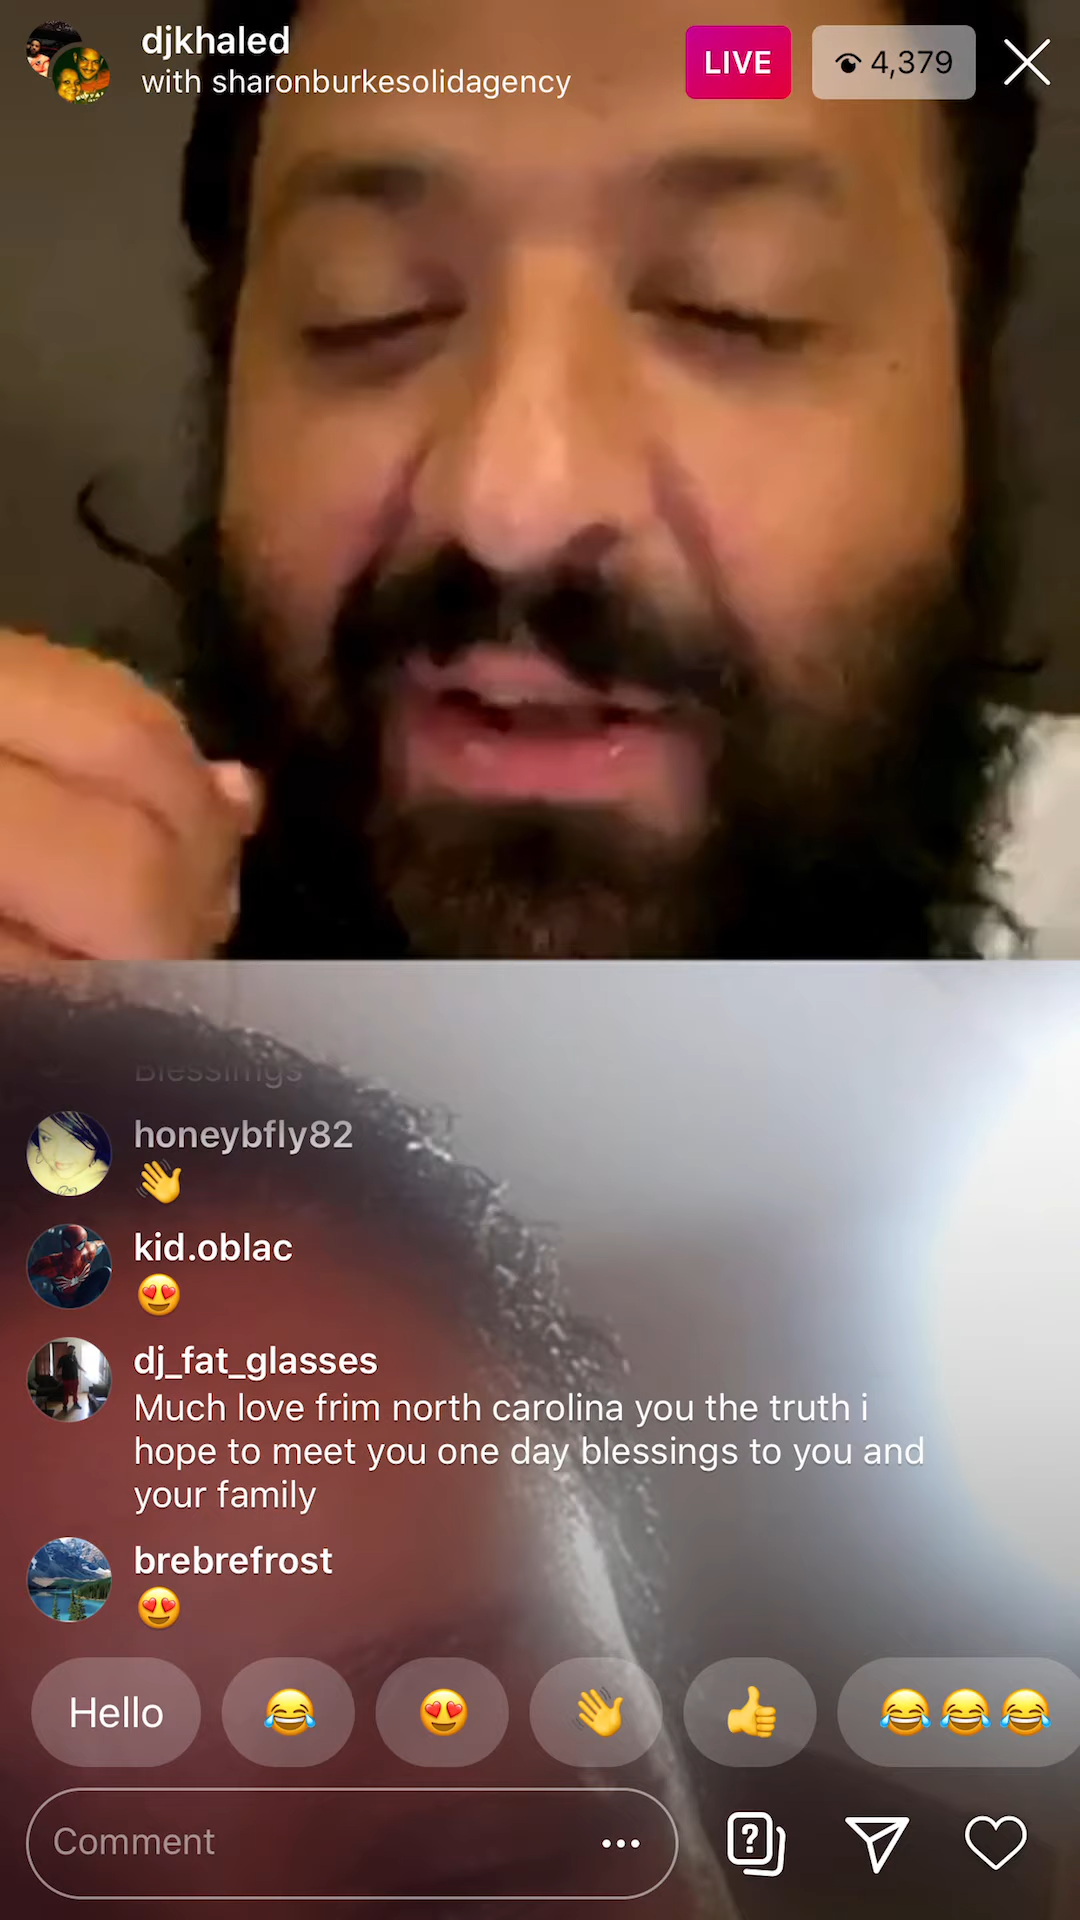 djkhaled
with sharonburkesolidagency
LIVE
4,379
Blessings
honeybfly82
👋
kid.oblac
😍
dj_fat_glasses
Much love frim north carolina you the truth i
hope to meet you one day blessings to you and
your family
brebrefrost
😍
Hello 😂 😍 👋 👍 😂😂😂
Comment ...